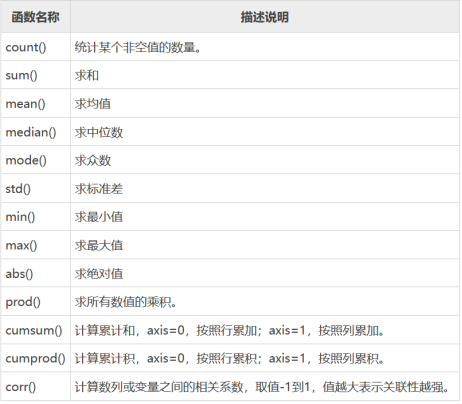 函数名称 描述说明
count() 统计某个非空值的数量。
sum() 求和
mean() 求均值
median() 求中位数
mode() 求众数
std() 求标准差
min() 求最小值
max() 求最大值
abs() 求绝对值
prod() 求所有数值的乘积。
cumsum() 计算累计和，axis=0，按照行累加；axis=1，按照列累加。
cumprod() 计算累计积，axis=0，按照行累积；axis=1，按照列累积。
corr() 计算数列或变量之间的相关系数，取值-1到1，值越大表示关联性越强。